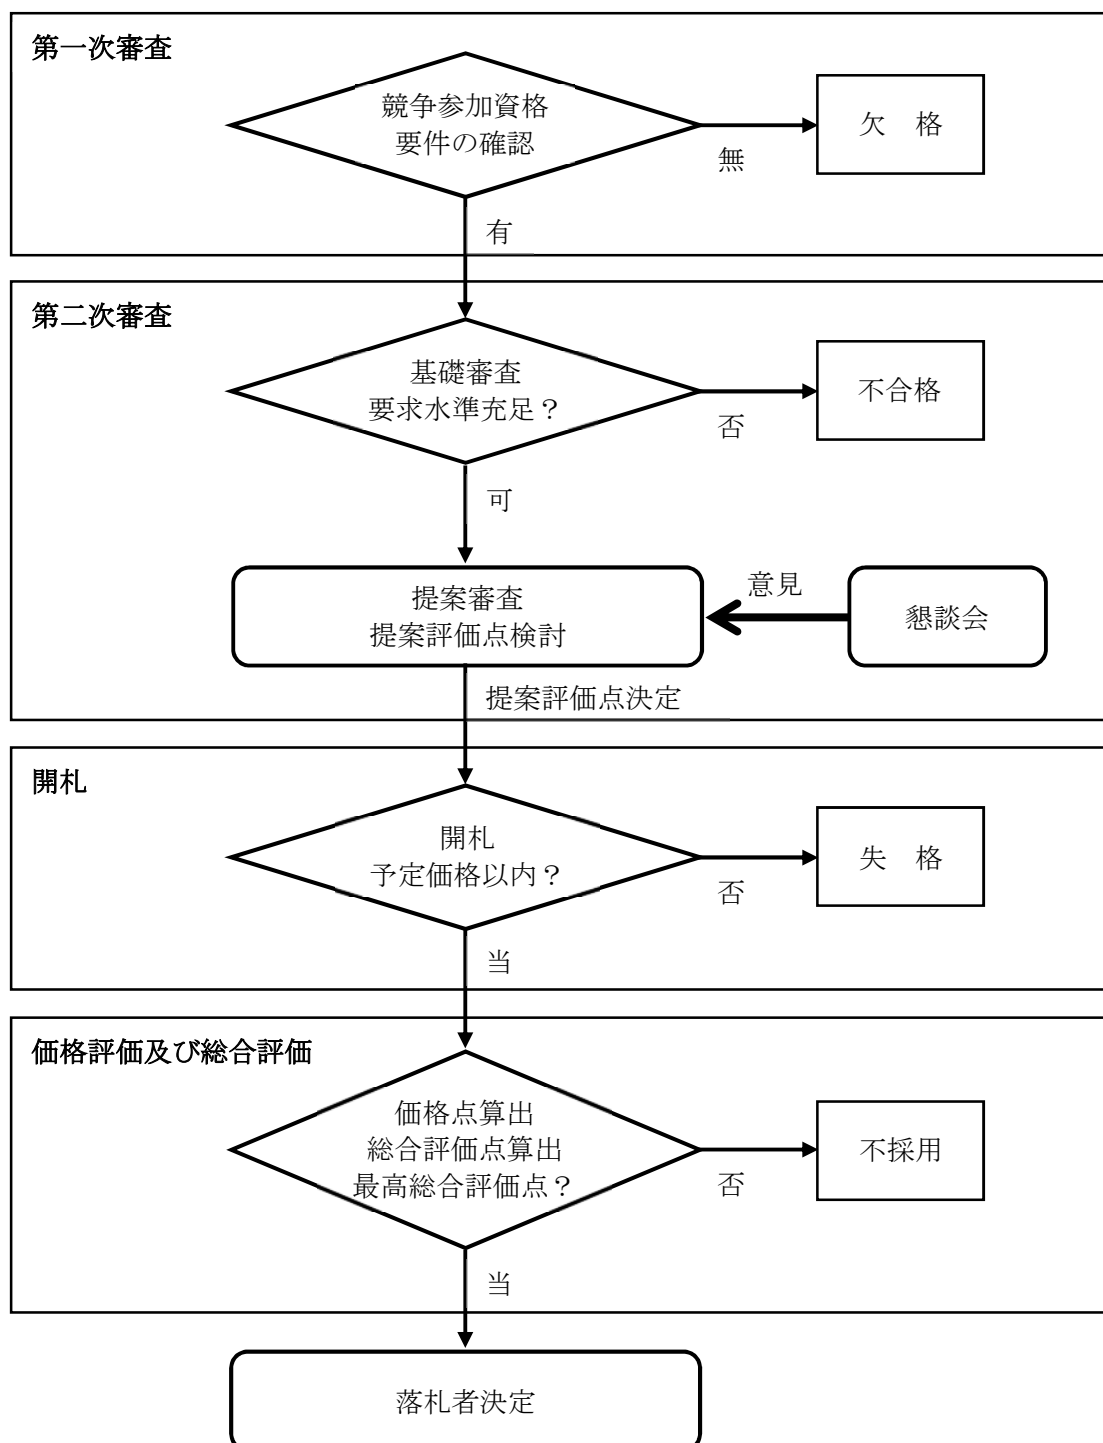 第一次審査
競争参加資格
要件の確認
欠　格
無
有
第二次審査
基礎審査
要求水準充足？
不合格
否
可
提案審査
提案評価点検討
意見
懇談会
提案評価点決定
開札
開札
予定価格以内？
失　格
否
当
価格評価及び総合評価
価格点算出
総合評価点算出
最高総合評価点？
不採用
否
当
落札者決定